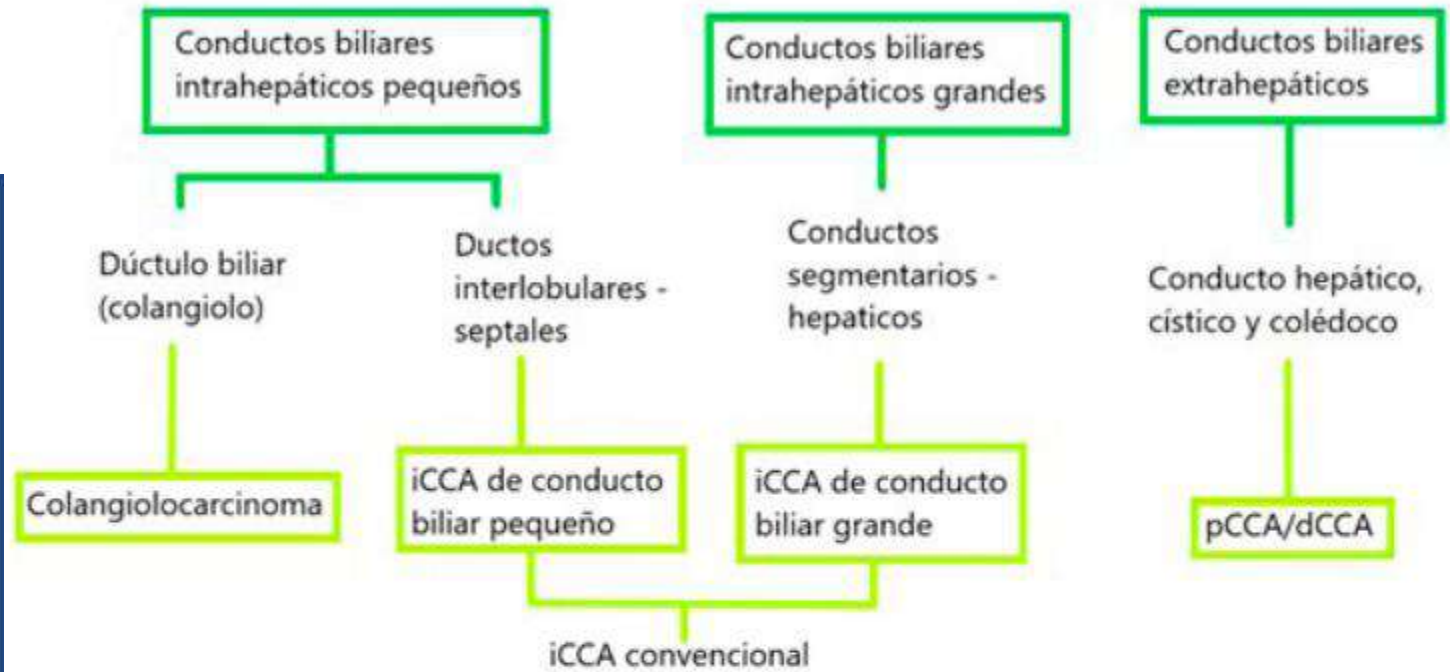 Conductos biliares
intrahepáticos pequeños
Conductos biliares
intrahepáticos grandes
Conductos biliares
extrahepáticos
Dúctulo biliar
(colangiolo)
Ductos
interlobulares -
septales
Conductos
segmentarios -
hepaticos
Conducto hepático,
cístico y colédoco
Colangiolocarcinoma
iCCA de conducto
biliar pequeño
iCCA de conducto
biliar grande
pCCA/dCCA
iCCA convencional